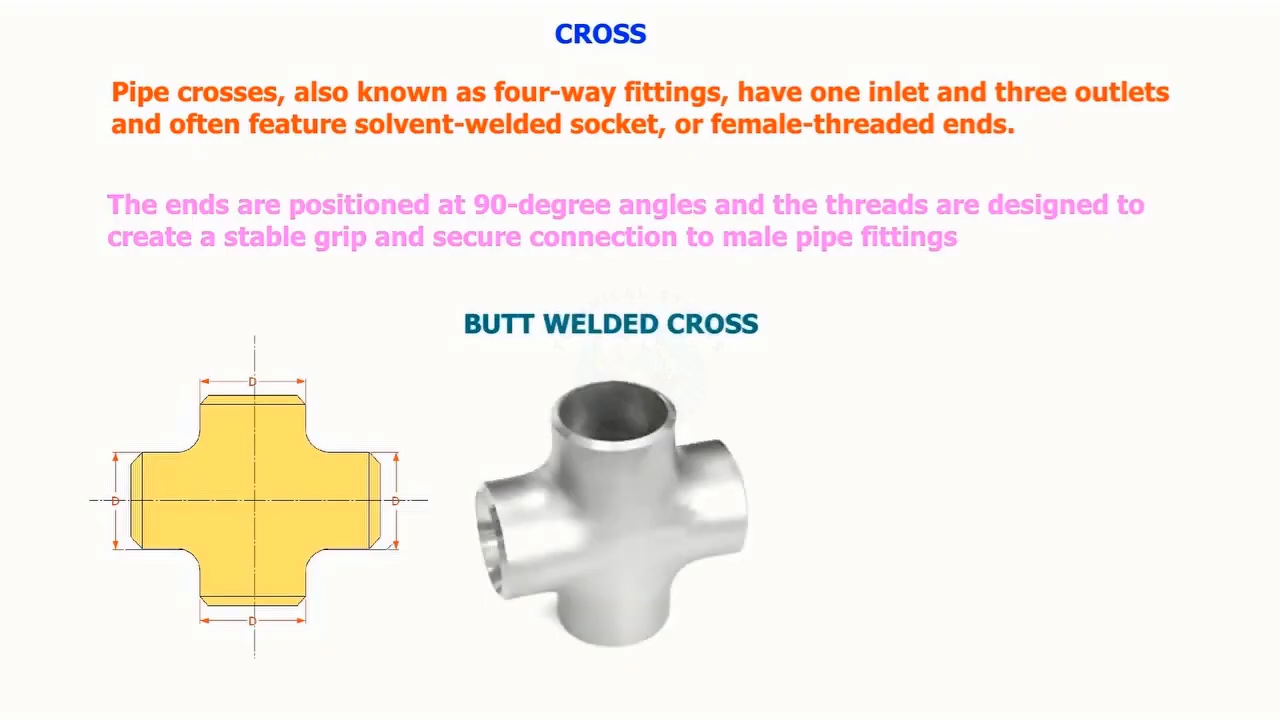 CROSS
Pipe crosses, also known as four-way fittings, have one inlet and three outlets
and often feature solvent-welded socket, or female-threaded ends.
The ends are positioned at 90-degree angles and the threads are designed to
create a stable grip and secure connection to male pipe fittings
BUTT WELDED CROSS
D
D
D
D